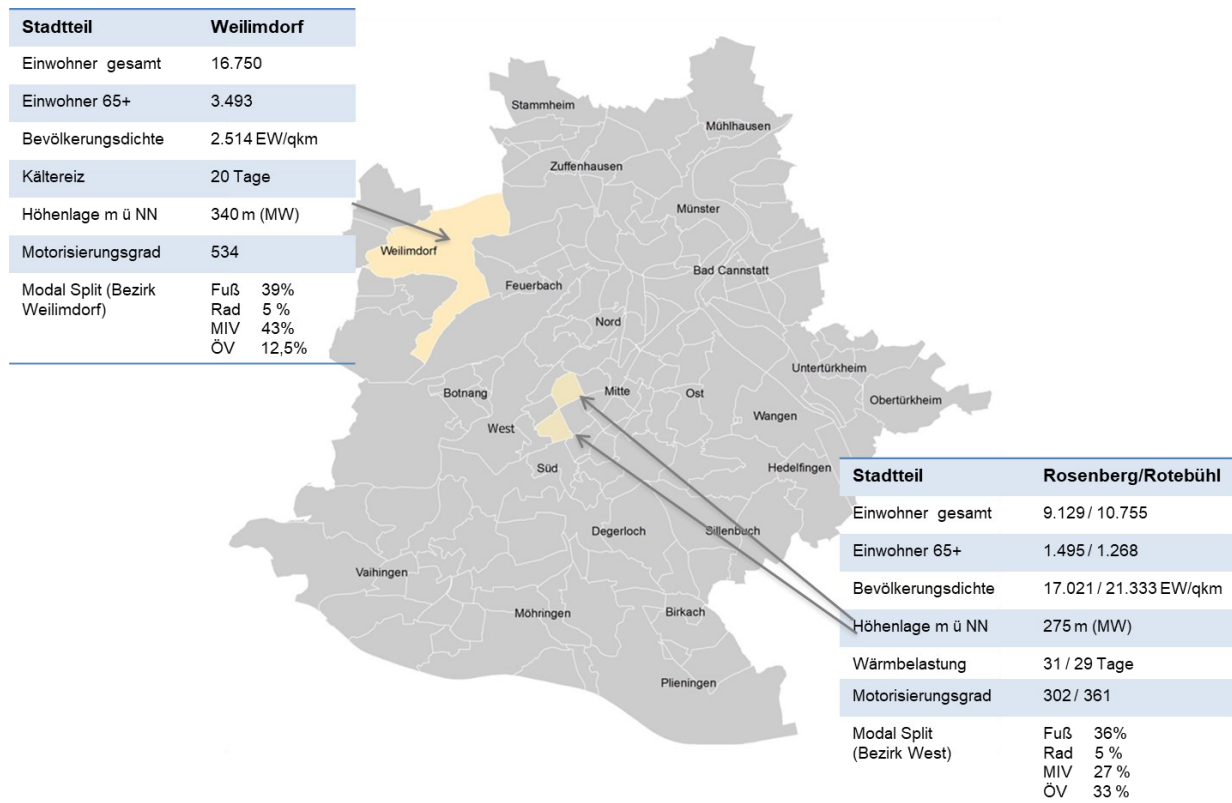 Stadtteil Weilimdorf
Einwohner gesamt 16.750
Einwohner 65+ 3.493
Bevölkerungsdichte 2.514 EW/qkm
Kältereiz 20 Tage
Höhenlage m ü NN 340 m (MW)
Motorisierungsgrad 534
Modal Split (Bezirk Weilimdorf)
Fuß 39%
Rad 5 %
MIV 43%
ÖV 12,5%
Stammheim
Mühlhausen
Zuffenhausen
Münster
Weilimdorf
Bad Cannstatt
Feuerbach
Nord
Untertürkheim
Botnang
Mitte
Ost
Obertürkheim
Wangen
West
Süd
Hedelfingen
Degerloch
Sillenbuch
Vaihingen
Möhringen
Birkach
Plieningen
Stadtteil Rosenberg/Rotebühl
Einwohner gesamt 9.129 / 10.755
Einwohner 65+ 1.495 / 1.268
Bevölkerungsdichte 17.021 / 21.333 EW/qkm
Höhenlage m ü NN 275 m (MW)
Wärmbelastung 31 / 29 Tage
Motorisierungsgrad 302 / 361
Modal Split
(Bezirk West)
Fuß 36%
Rad 5 %
MIV 27 %
ÖV 33 %